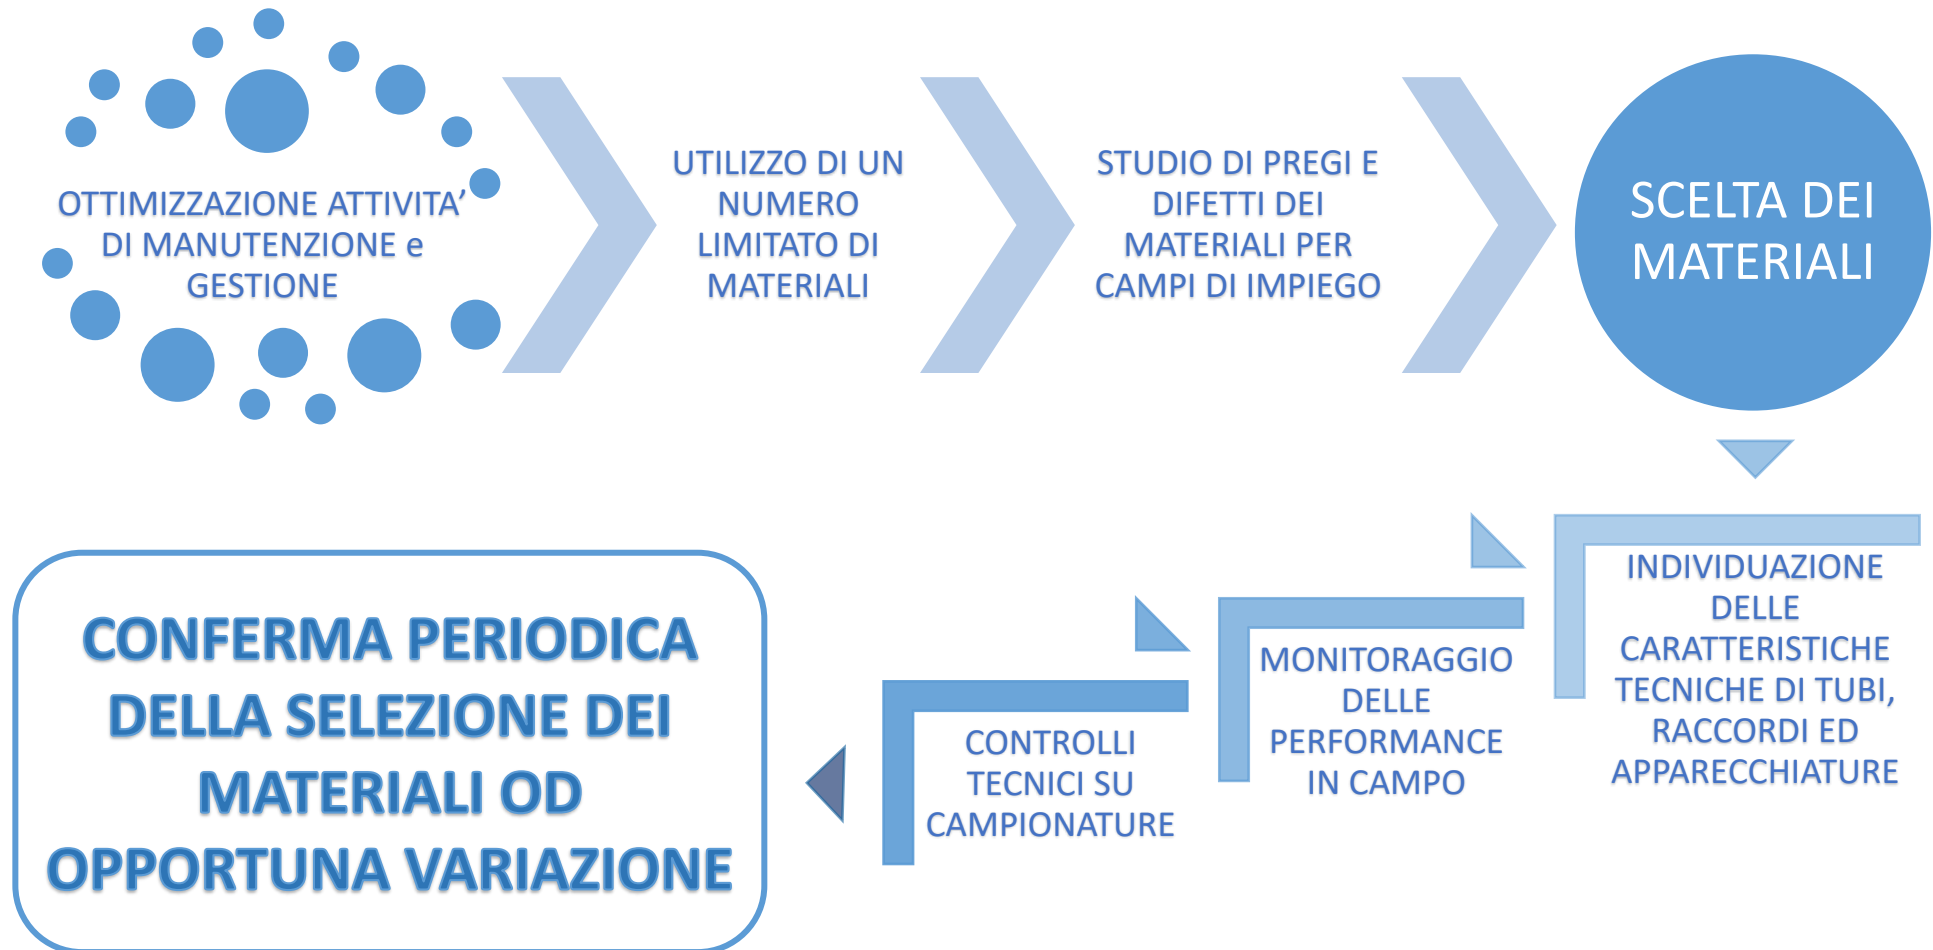 OTTIMIZZAZIONE ATTIVITA’
DI MANUTENZIONE e
GESTIONE
UTILIZZO DI UN
NUMERO
LIMITATO DI
MATERIALI
STUDIO DI PREGI E
DIFETTI DEI
MATERIALI PER
CAMPI DI IMPIEGO
SCELTA DEI
MATERIALI
INDIVIDUAZIONE
DELLE
CARATTERISTICHE
TECNICHE DI TUBI,
RACCORDI ED
APPARECCHIATURE
MONITORAGGIO
DELLE
PERFORMANCE
IN CAMPO
CONTROLLI
TECNICI SU
CAMPIONATURE
CONFERMA PERIODICA
DELLA SELEZIONE DEI
MATERIALI OD
OPPORTUNA VARIAZIONE